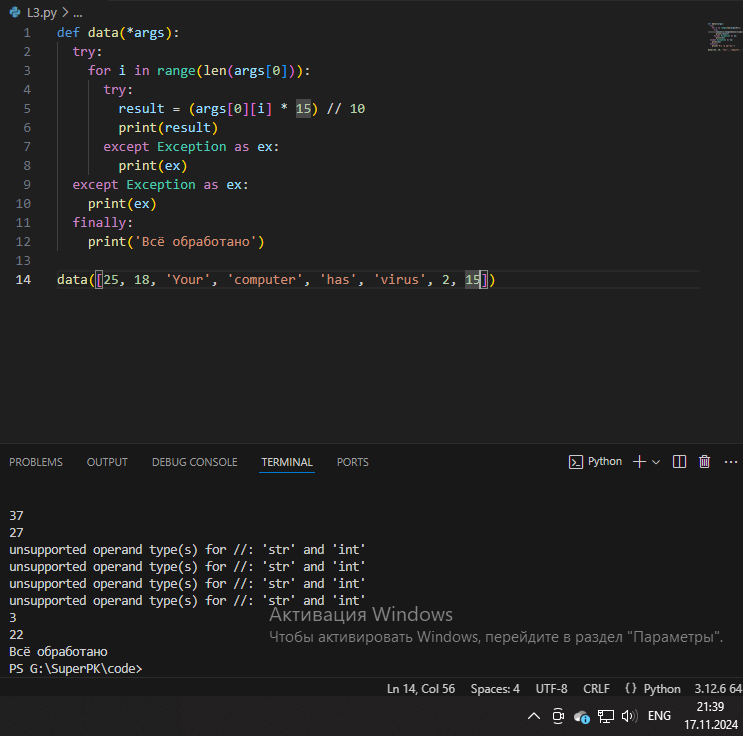 L3.py > ...
1 def data(*args):
2 try:
3 for i in range(len(args[0])):
4 try:
5 result = (args[0][i] * 15) // 10
6 print(result)
7 except Exception as ex:
8 print(ex)
9 except Exception as ex:
10 print(ex)
11 finally:
12 print('Всё обработано')
13
14 data([25, 18, 'Your', 'computer', 'has', 'virus', 2, 15])
PROBLEMS OUTPUT DEBUG CONSOLE TERMINAL PORTS Python
37
27
unsupported operand type(s) for //: 'str' and 'int'
unsupported operand type(s) for //: 'str' and 'int'
unsupported operand type(s) for //: 'str' and 'int'
unsupported operand type(s) for //: 'str' and 'int'
3
22
Всё обработано
PS G:\SuperPK\code>
Активация Windows
Чтобы активировать Windows, перейдите в раздел "Параметры".
Ln 14, Col 56 Spaces: 4 UTF-8 CRLF {} Python 3.12.6 64
ENG 21:39
17.11.2024